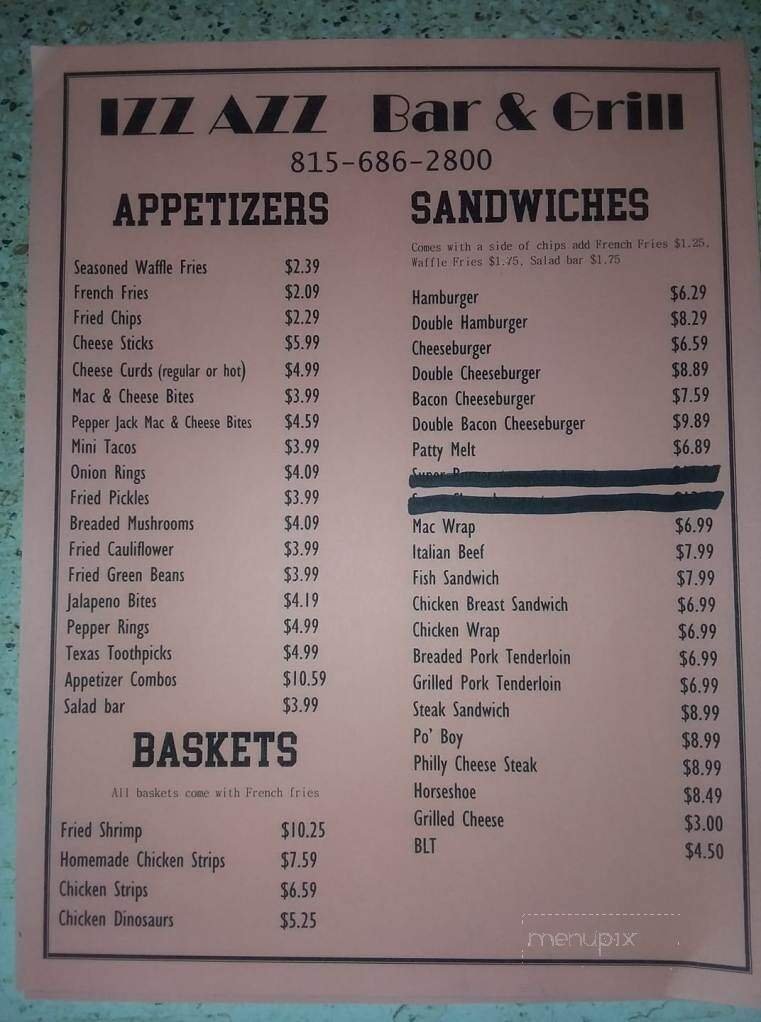 IZZ AZZ Bar & Grill
815-686-2800
APPETIZERS
Seasoned Waffle Fries $2.39
French Fries $2.09
Fried Chips $2.29
Cheese Sticks $5.99
Cheese Curds (regular or hot) $4.99
Mac & Cheese Bites $3.99
Pepper Jack Mac & Cheese Bites $4.59
Mini Tacos $3.99
Onion Rings $4.09
Fried Pickles $3.99
Breaded Mushrooms $4.09
Fried Cauliflower $3.99
Fried Green Beans $3.99
Jalapeno Bites $4.19
Pepper Rings $4.99
Texas Toothpicks $4.99
Appetizer Combos $10.59
Salad bar $3.99
BASKETS
All baskets come with French fries
Fried Shrimp $10.25
Homemade Chicken Strips $7.59
Chicken Strips $6.59
Chicken Dinosaurs $5.25
SANDWICHES
Comes with a side of chips add French Fries $1.25,
Waffle Fries $1.75, Salad bar $1.75
Hamburger $6.29
Double Hamburger $8.29
Cheeseburger $6.59
Double Cheeseburger $8.89
Bacon Cheeseburger $7.59
Double Bacon Cheeseburger $9.89
Patty Melt $6.89
Mac Wrap $6.99
Italian Beef $7.99
Fish Sandwich $7.99
Chicken Breast Sandwich $6.99
Chicken Wrap $6.99
Breaded Pork Tenderloin $6.99
Grilled Pork Tenderloin $6.99
Steak Sandwich $8.99
Po' Boy $8.99
Philly Cheese Steak $8.99
Horseshoe $8.49
Grilled Cheese $3.00
BLT $4.50
menupix